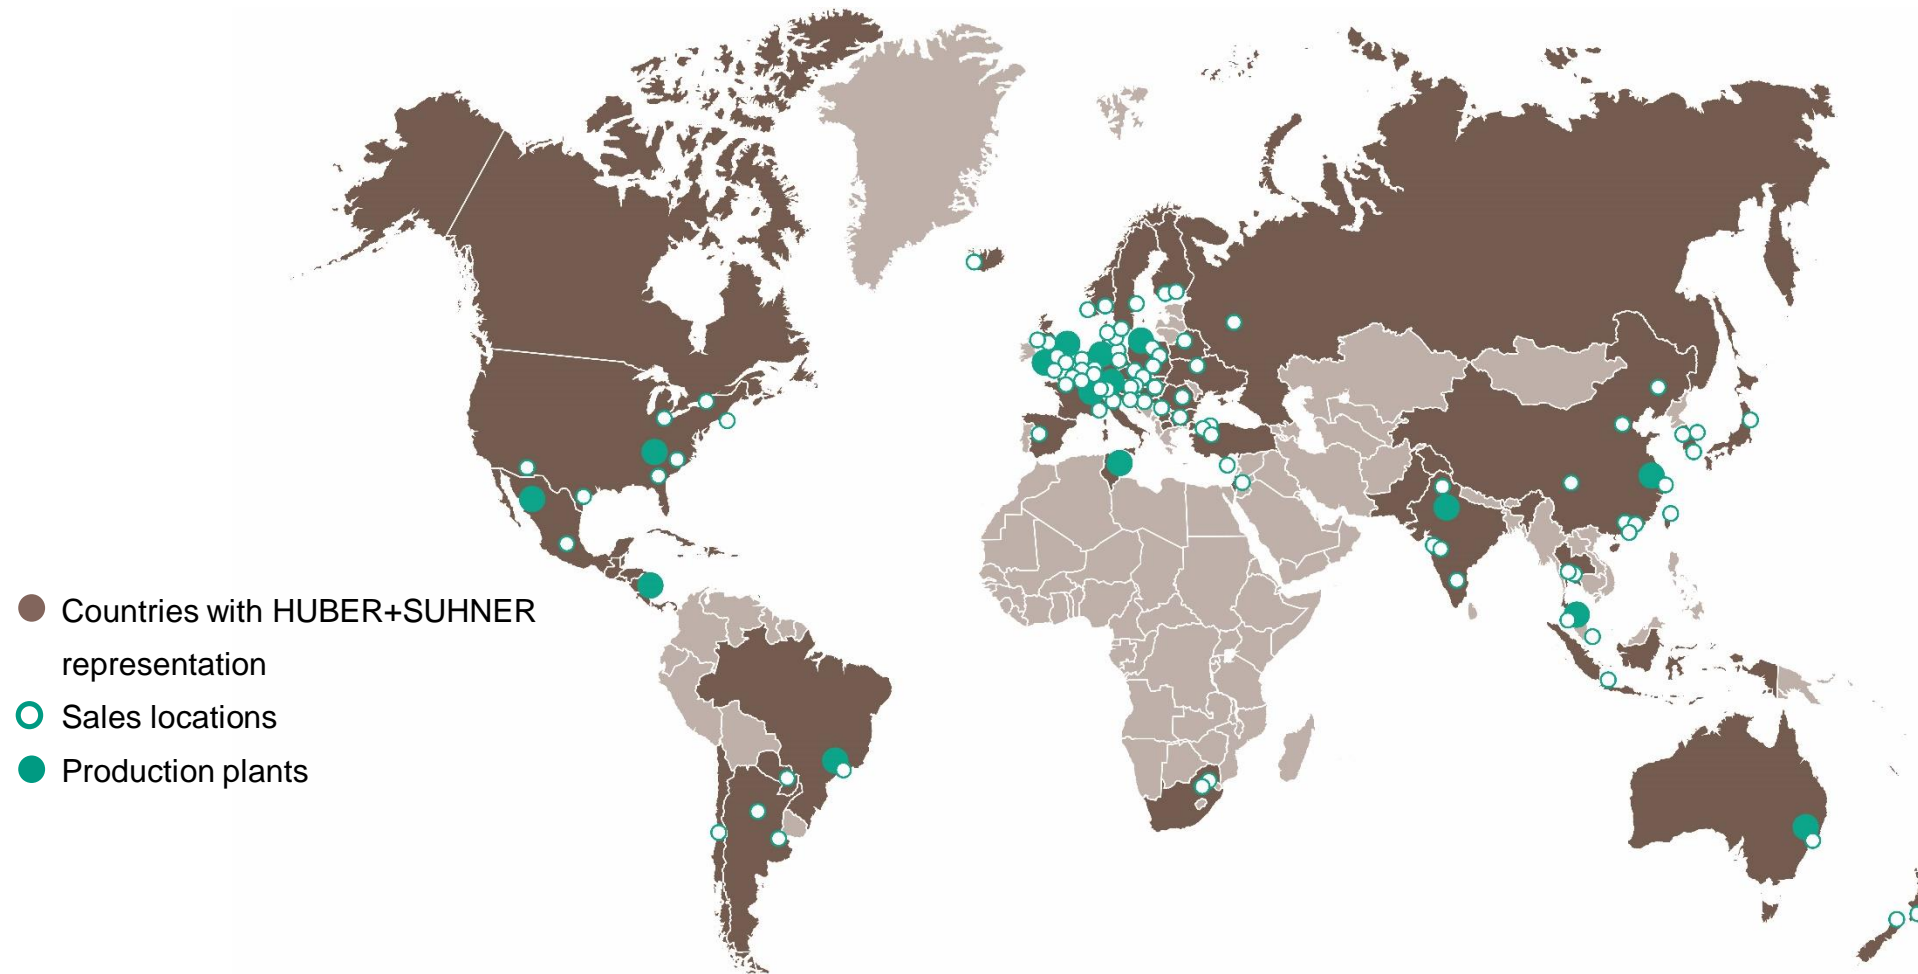 Countries with HUBER+SUHNER
representation
Sales locations
Production plants